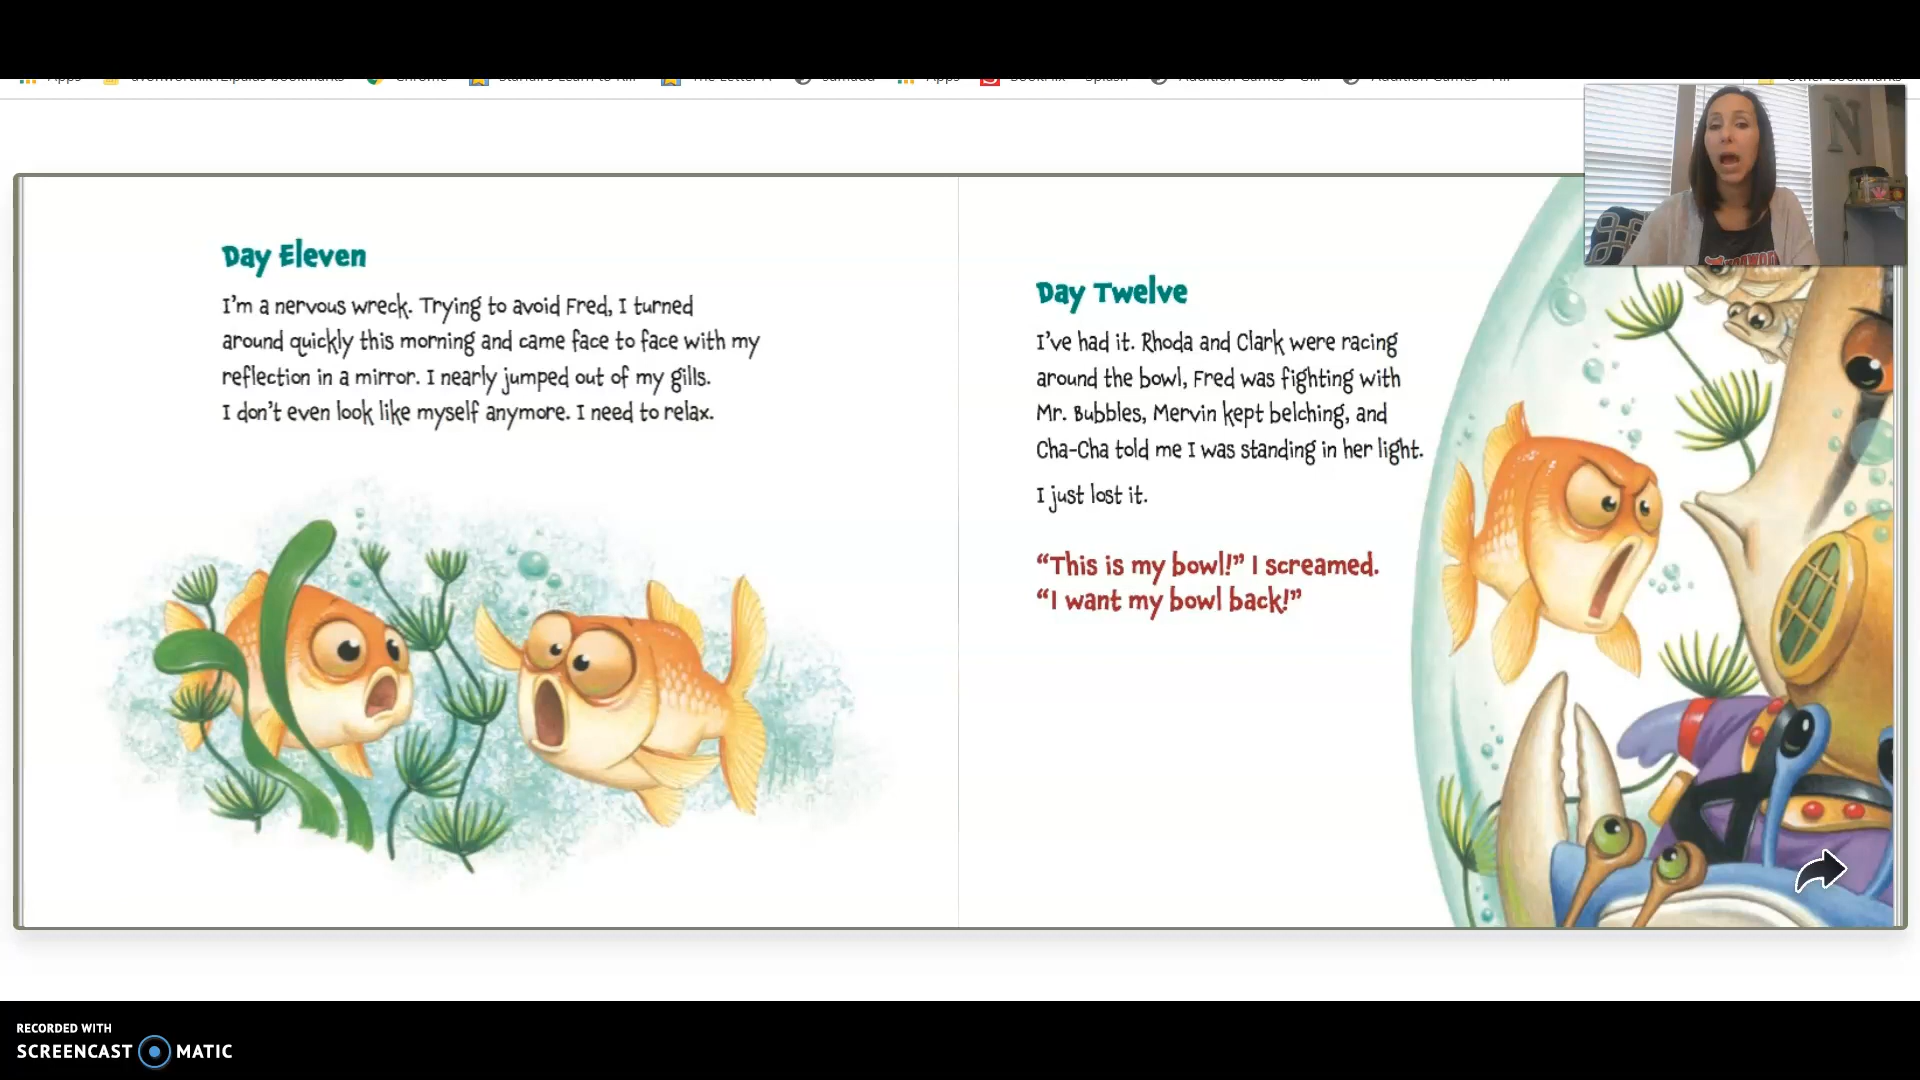 Day Eleven
I'm a nervous wreck. Trying to avoid Fred, I turned
around quickly this morning and came face to face with my
reflection in a mirror. I nearly jumped out of my gills.
I don't even look like myself anymore. I need to relax.
Day Twelve
I've had it. Rhoda and Clark were racing
around the bowl, Fred was fighting with
Mr. Bubbles, Mervin kept belching, and
Cha-Cha told me I was standing in her light.
I just lost it.
“This is my bowl!” I screamed.
“I want my bowl back!”
N
RECORDED WITH
SCREENCAST MATIC